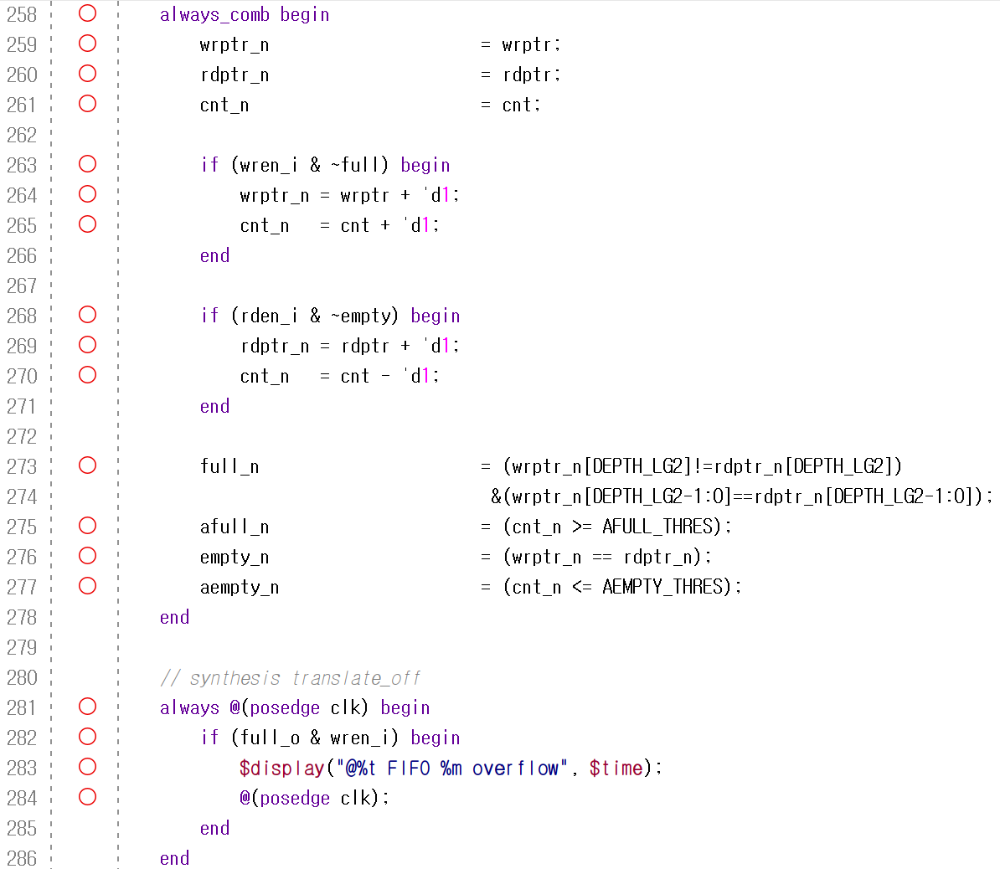 258 always_comb begin
259 wrptr_n = wrptr;
260 rdptr_n = rdptr;
261 cnt_n = cnt;
262
263 if (wren_i & ~full) begin
264 wrptr_n = wrptr + 'd1;
265 cnt_n = cnt + 'd1;
266 end
267
268 if (rden_i & ~empty) begin
269 rdptr_n = rdptr + 'd1;
270 cnt_n = cnt - 'd1;
271 end
272
273 full_n = (wrptr_n[DEPTH_LG2]!=rdptr_n[DEPTH_LG2])
274 &(wrptr_n[DEPTH_LG2-1:0]==rdptr_n[DEPTH_LG2-1:0]);
275 afull_n = (cnt_n >= AFULL_THRES);
276 empty_n = (wrptr_n == rdptr_n);
277 aempty_n = (cnt_n <= AEMPTY_THRES);
278 end
279
280 // synthesis translate_off
281 always @(posedge clk) begin
282 if (full_o & wren_i) begin
283 $display("@%t FIFO %m overflow", $time);
284 @(posedge clk);
285 end
286 end